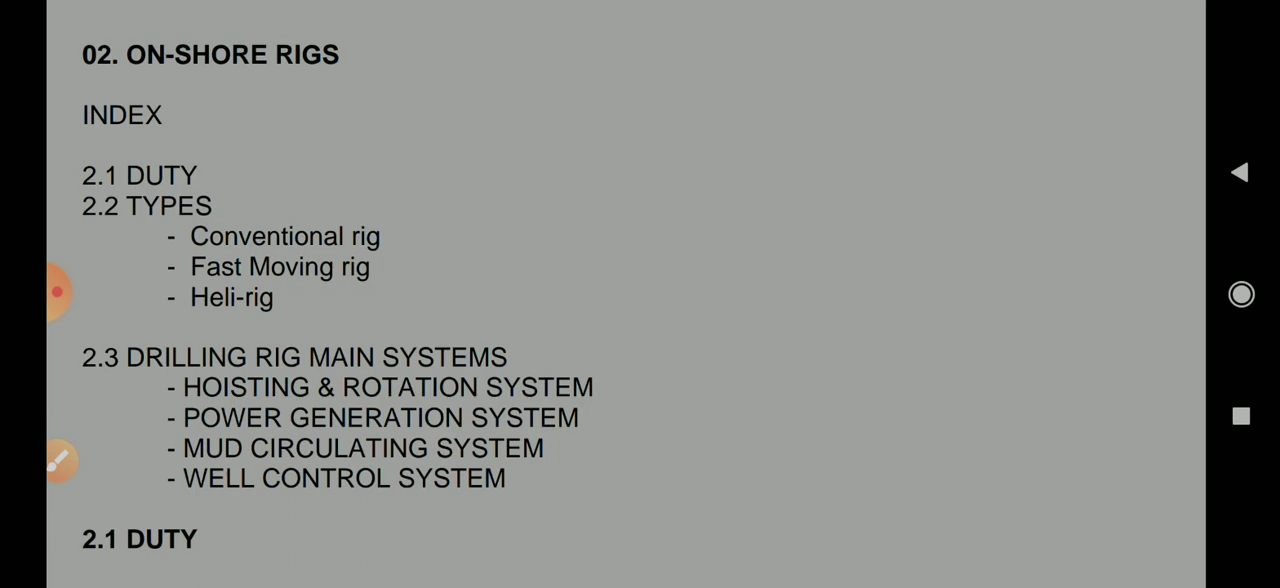 02. ON-SHORE RIGS
INDEX
2.1 DUTY
2.2 TYPES
- Conventional rig
- Fast Moving rig
- Heli-rig
2.3 DRILLING RIG MAIN SYSTEMS
- HOISTING & ROTATION SYSTEM
- POWER GENERATION SYSTEM
- MUD CIRCULATING SYSTEM
- WELL CONTROL SYSTEM
2.1 DUTY